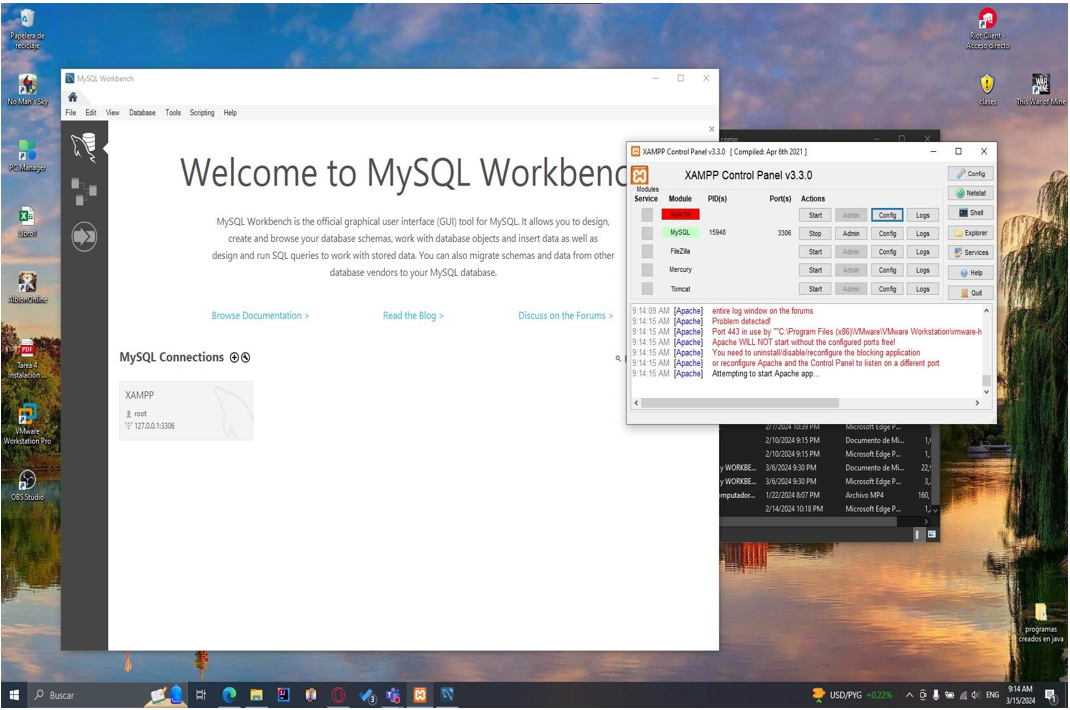 Papelera de
reciclaje
No Man's Sky
PC Manager
Libro1
AlbionOnline
Tarea 4
instalacion ...
VMware
Workstation Pro
OBS Studio
Riot Client -
Acceso directo
clases
This War of Mine
programas
creados en java
MySQL Workbench
File Edit View Database Tools Scripting Help
Welcome to MySQL Workbenc
MySQL Workbench is the official graphical user interface (GUI) tool for MySQL. It allows you to design,
create and browse your database schemas, work with database objects and insert data as well as
design and run SQL queries to work with stored data. You can also migrate schemas and data from other
database vendors to your MySQL database.
Browse Documentation > Read the Blog > Discuss on the Forums >
MySQL Connections
XAMPP
root
127.0.0.1:3306
XAMPP Control Panel v3.3.0 [ Compiled: Apr 6th 2021 ]
XAMPP Control Panel v3.3.0
Config
Netstat
Shell
Explorer
Services
Help
Quit
Modules
Service Module PID(s) Port(s) Actions
Apache Start Admin Config Logs
MySQL 15948 3306 Stop Admin Config Logs
FileZilla Start Admin Config Logs
Mercury Start Admin Config Logs
Tomcat Start Admin Config Logs
9:14:09 AM [Apache] entire log window on the forums
9:14:15 AM [Apache] Problem detected!
9:14:15 AM [Apache] Port 443 in use by ""C:\Program Files (x86)\VMware\VMware Workstation\vmware-h
9:14:15 AM [Apache] Apache WILL NOT start without the configured ports free!
9:14:15 AM [Apache] You need to uninstall/disable/reconfigure the blocking application
9:14:15 AM [Apache] or reconfigure Apache and the Control Panel to listen on a different port
9:14:15 AM [Apache] Attempting to start Apache app...
2/7/2024 10:39 PM Microsoft Edge P...
2/10/2024 9:15 PM Documento de Mi...
2/10/2024 9:15 PM Microsoft Edge P...
y WORKBE... 3/6/2024 9:30 PM Documento de Mi... 22,
y WORKBE... 3/6/2024 9:30 PM Microsoft Edge P... 3,
omputador... 1/22/2024 8:07 PM Archivo MP4 160,
2/14/2024 10:18 PM Microsoft Edge P...
Buscar
USD/PYG +0,22%
ENG
9:14 AM
3/15/2024